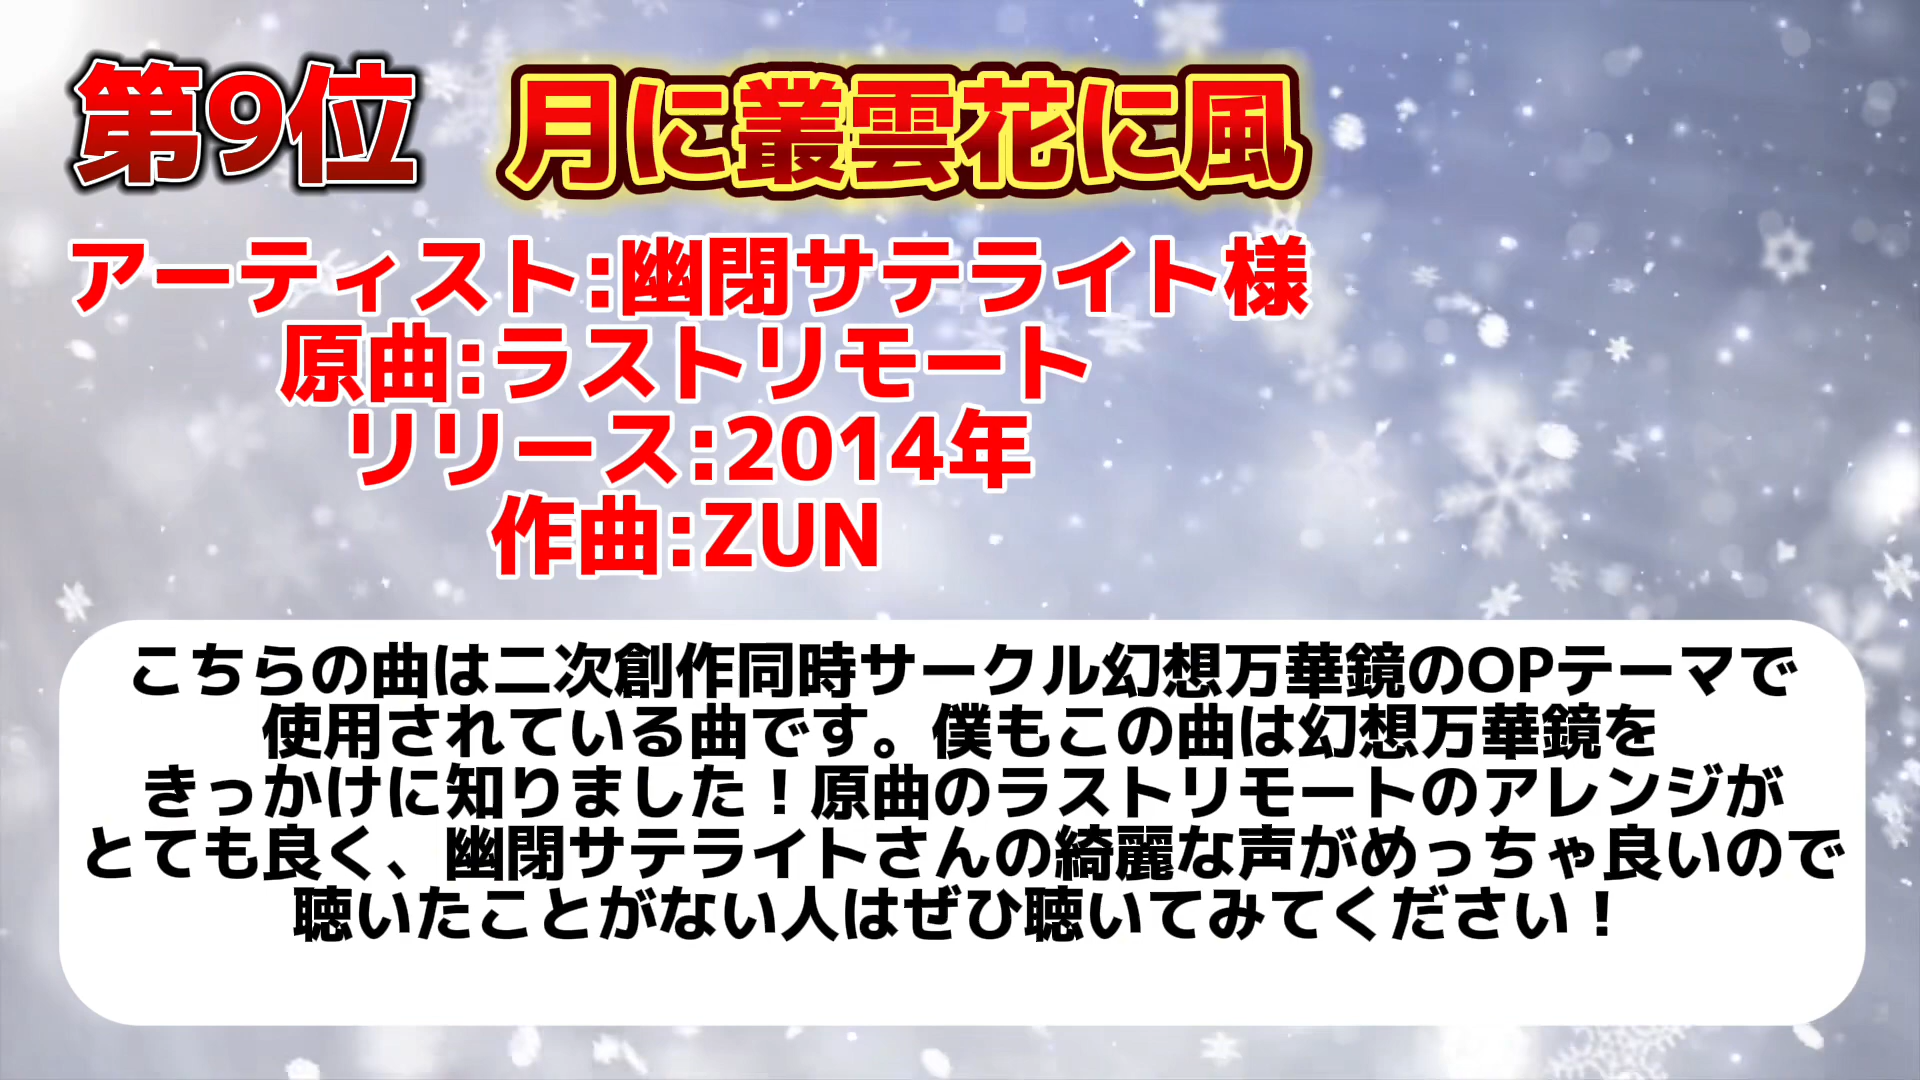 第9位 月に叢雲花に風
アーティスト:幽閉サテライト様
原曲:ラストリモート
リリース:2014年
作曲:ZUN
こちらの曲は二次創作同時サークル幻想万華鏡のOPテーマで
使用されている曲です。僕もこの曲は幻想万華鏡を
きっかけに知りました！原曲のラストリモートのアレンジが
とても良く、幽閉サテライトさんの綺麗な声がめっちゃ良いので
聴いたことがない人はぜひ聴いてみてください！